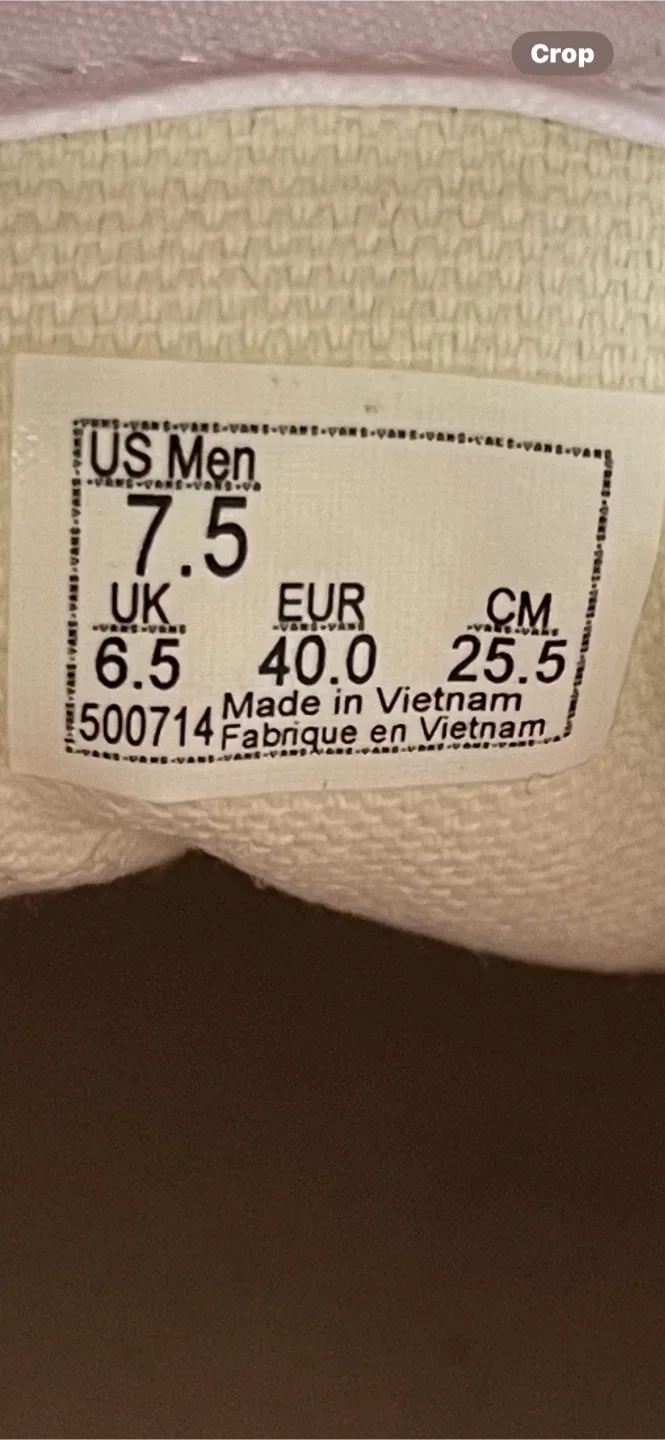 Crop
US Men
7.5
UK EUR CM
6.5 40.0 25.5
500714 Made in Vietnam
Fabrique en Vietnam